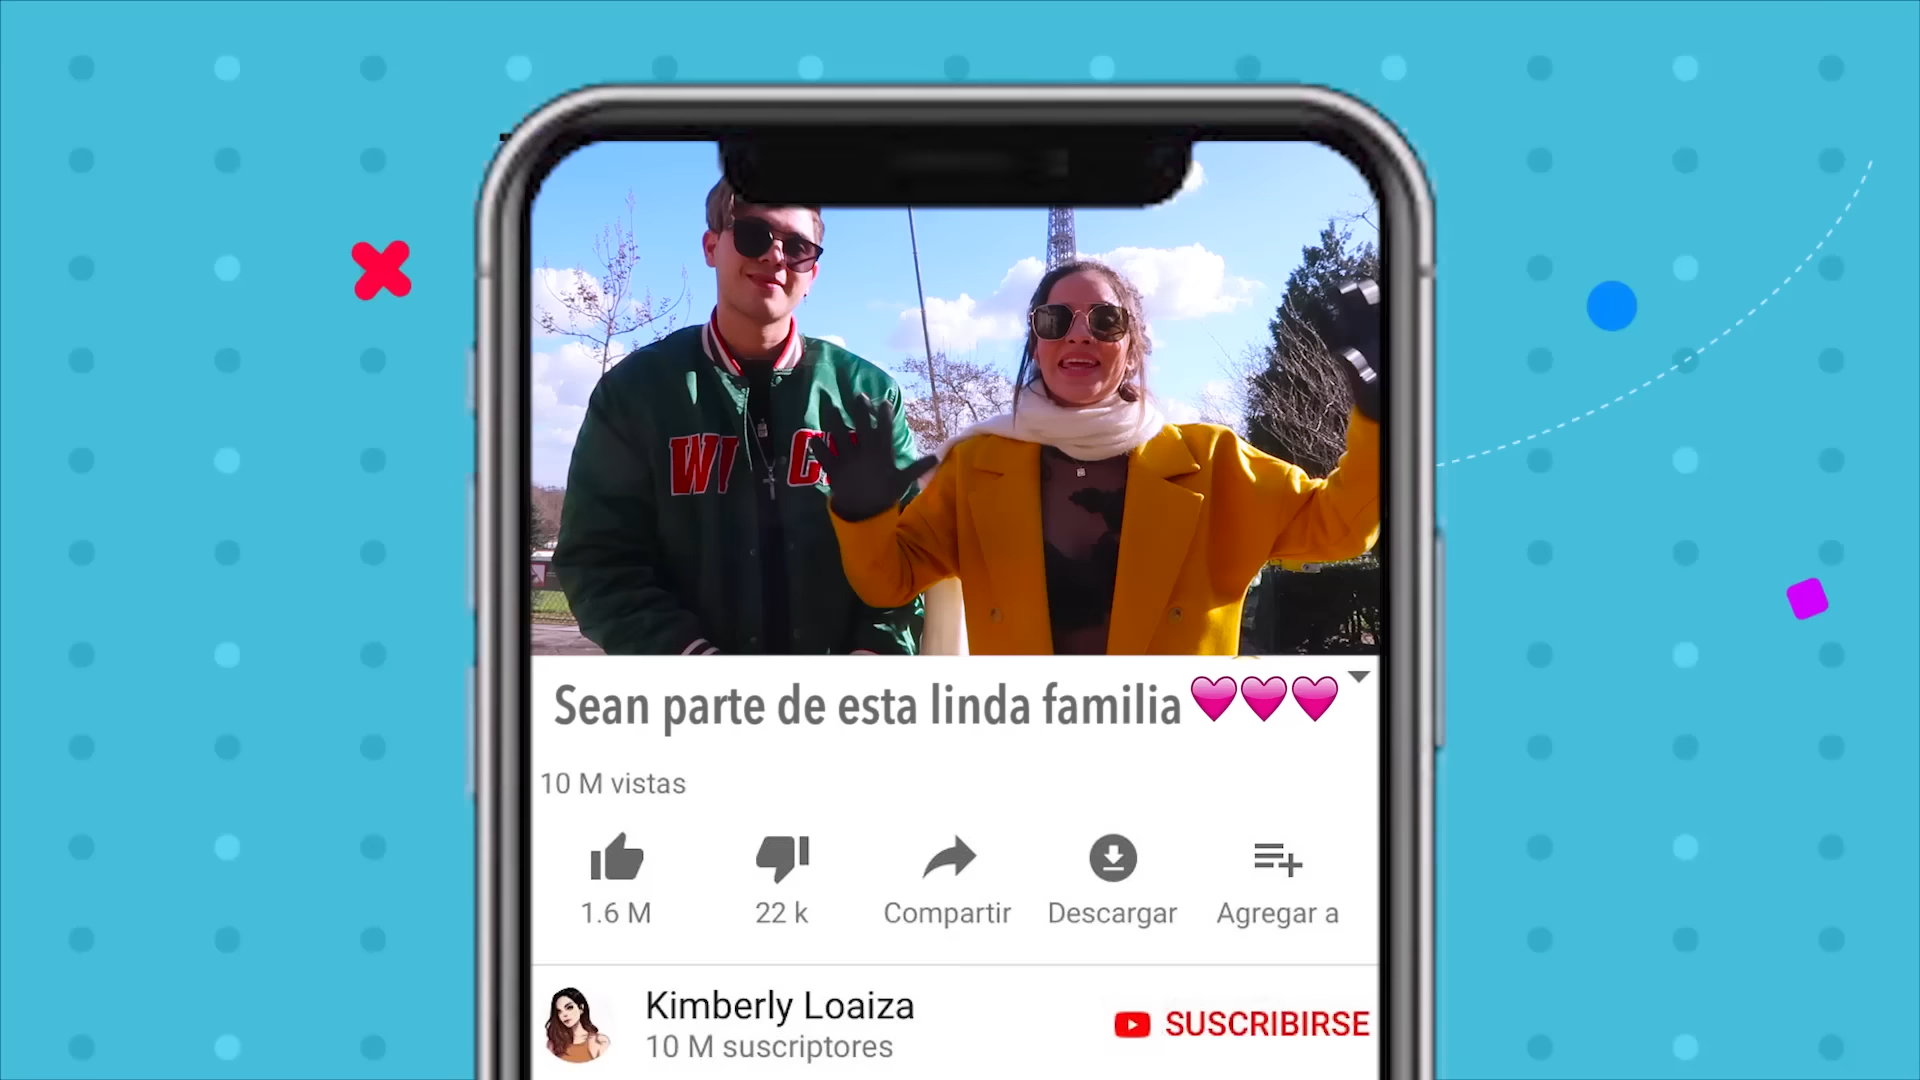 Sean parte de esta linda familia
10 M vistas
1.6 M
22 k
Compartir
Descargar
Agregar a
Kimberly Loaiza
10 M suscriptores
SUSCRIBIRSE